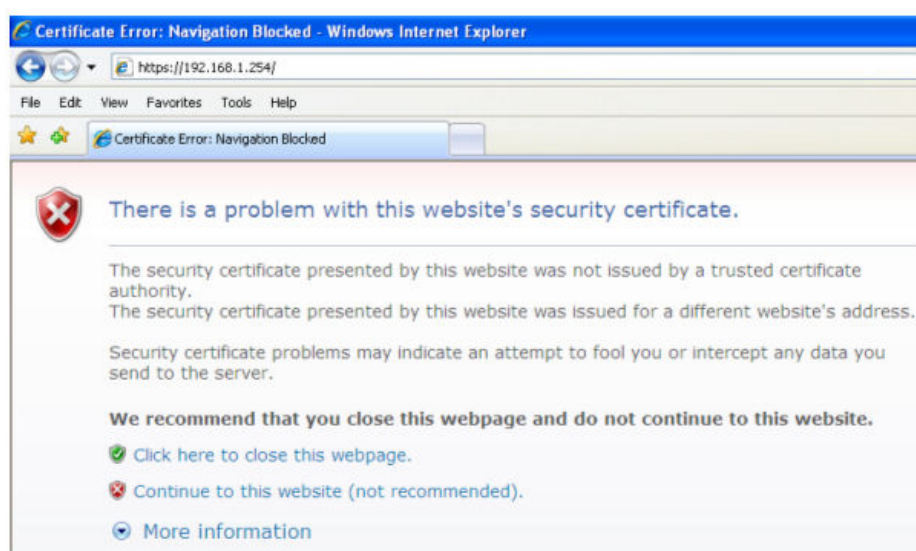 Certificate Error: Navigation Blocked - Windows Internet Explorer
https://192.168.1.254/
File Edit View Favorites Tools Help
Certificate Error: Navigation Blocked
There is a problem with this website's security certificate.
The security certificate presented by this website was not issued by a trusted certificate
authority.
The security certificate presented by this website was issued for a different website's address.
Security certificate problems may indicate an attempt to fool you or intercept any data you
send to the server.
We recommend that you close this webpage and do not continue to this website.
Click here to close this webpage.
Continue to this website (not recommended).
More information